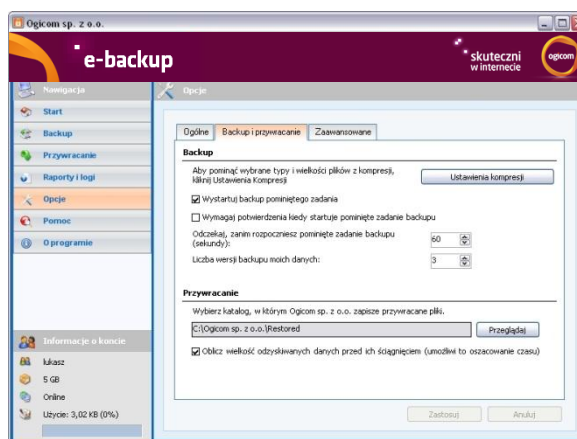 Ogicom sp. z o.o.
e-backup
skuteczni
w internecie
ogicom
Nawigacja
Opcje
Start
Backup
Przywracanie
Raporty i logi
Opcje
Pomoc
O programie
Ogólne
Backup i przywracanie
Zaawansowane
Backup
Aby pominąć wybrane typy i wielkości plików z kompresji,
kliknij Ustawienia Kompresji
Ustawienia kompresji
Wystartuj backup pominiętego zadania
Wymagaj potwierdzenia kiedy startuje pominięte zadanie backupu
Odczekaj, zanim rozpoczniesz pominięte zadanie backupu
(sekundy):
60
Liczba wersji backupu moich danych:
3
Przywracanie
Wybierz katalog, w którym Ogicom sp. z o.o. zapisze przywracane pliki.
C:\Ogicom sp. z o.o.\Restored
Przeglądaj
Oblicz wielkość odzyskiwanych danych przed ich ściągnięciem (umożliwi to oszacowanie czasu)
Informacje o koncie
lukasz
5 GB
Online
Użycie: 3,02 KB (0%)
Zastosuj
Anuluj